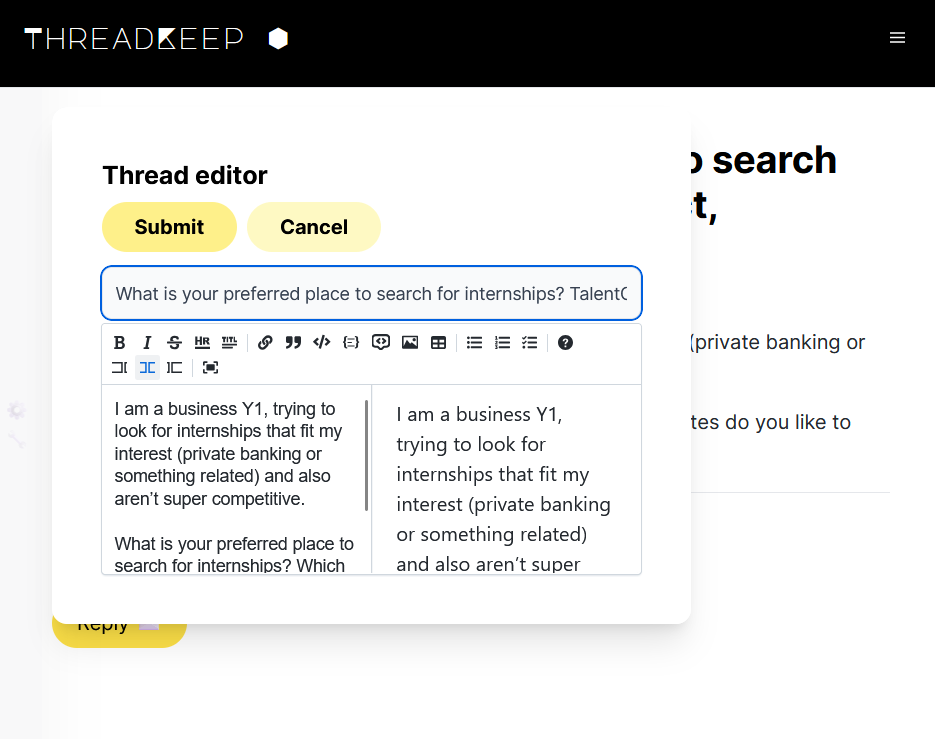 THREADKEEP
search
t,
Thread editor
Submit Cancel
What is your preferred place to search for internships? Talent
B I S HR TITL
(private banking or
I am a business Y1, trying to
look for internships that fit my
interest (private banking or
something related) and also
aren’t super competitive.
What is your preferred place to
search for internships? Which
I am a business Y1,
trying to look for
internships that fit my
interest (private banking
or something related)
and also aren’t super
tes do you like to
Reply